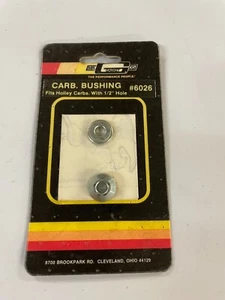 THE PERFORMANCE PEOPLE
CARB. BUSHING #6026
Fits Holley Carbs. With 1/2" Hole
8700 BROOKPARK RD. CLEVELAND, OHIO 44129